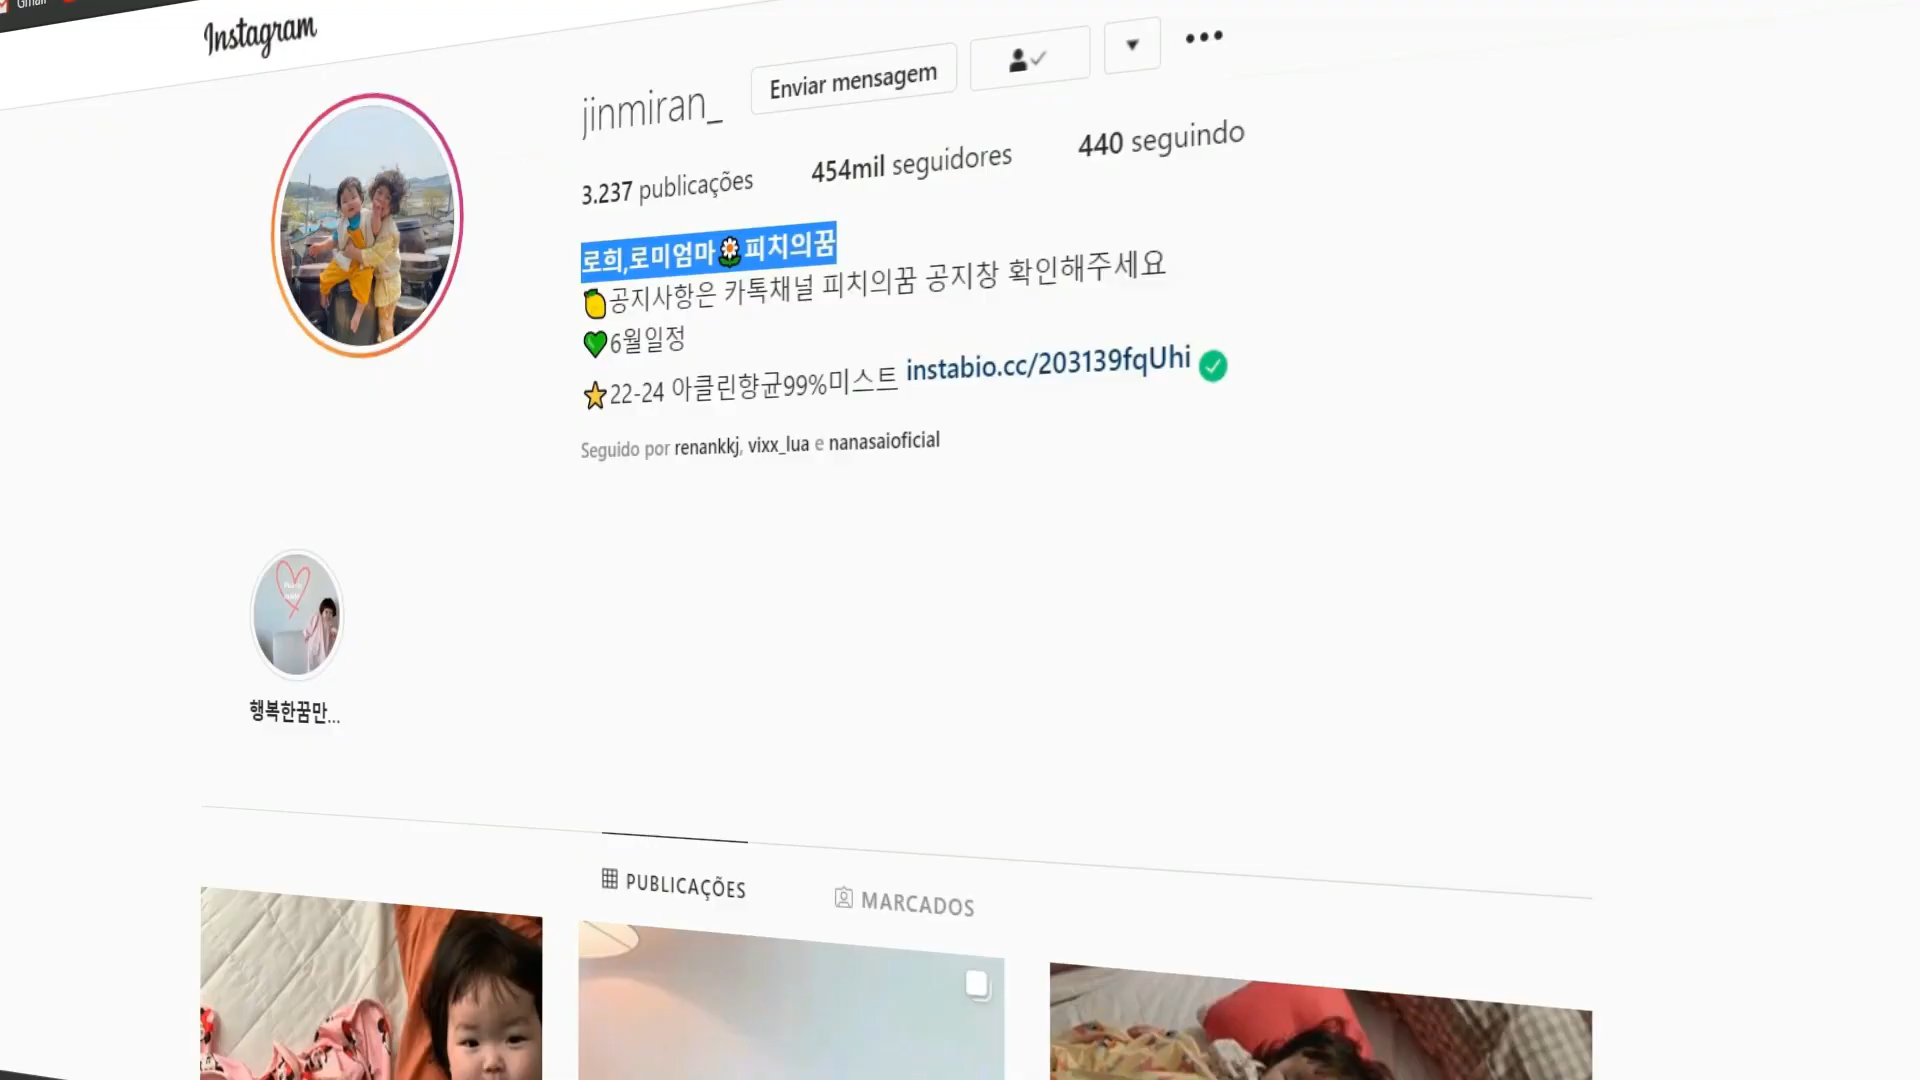 Gmail
Instagram
jinmiran_ Enviar mensagem
3.237 publicações 454mil seguidores 440 seguindo
로희,로미엄마🌼피치의꿈
🍋공지사항은 카톡채널 피치의꿈 공지창 확인해주세요
💚6월일정
⭐22-24 아클린향균99%미스트 instabio.cc/203139fqUhi
Seguido por renankkj, vixx_lua e nanasaioficial
행복한꿈만...
PUBLICAÇÕES MARCADOS